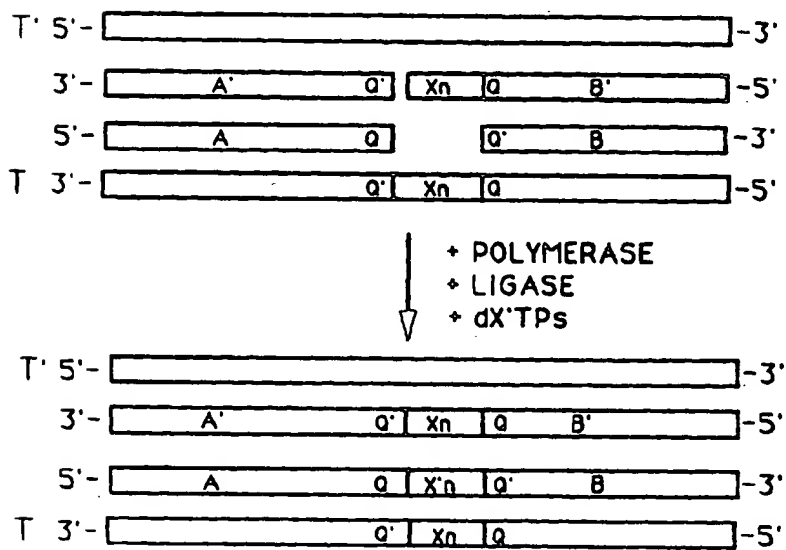 T' 5'- -3'
3'- A' Q' Xn Q B' -5'
5'- A Q Q' B -3'
T 3'- Q' Xn Q -5'
+ POLYMERASE
+ LIGASE
+ dX'TPs
T' 5'- -3'
3'- A' Q' Xn Q B' -5'
5'- A Q X'n Q' B -3'
T 3'- Q' Xn Q -5'